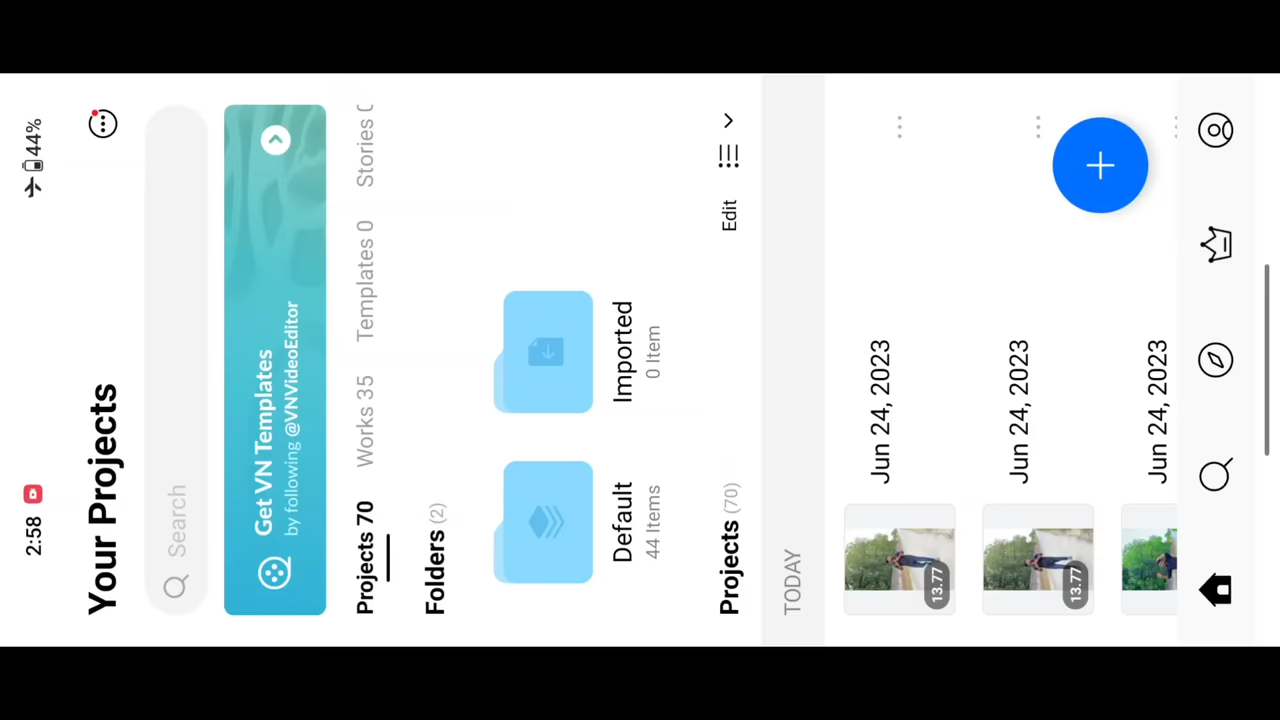 2:58 44%
Your Projects
Search
Get VN Templates
by following @VNVideoEditor
Projects 70 Works 35 Templates 0 Stories 0
Folders (2)
Default
44 Items
Imported
0 Item
Projects (70) Edit
TODAY
Jun 24, 2023
13.77
Jun 24, 2023
13.77
Jun 24, 2023